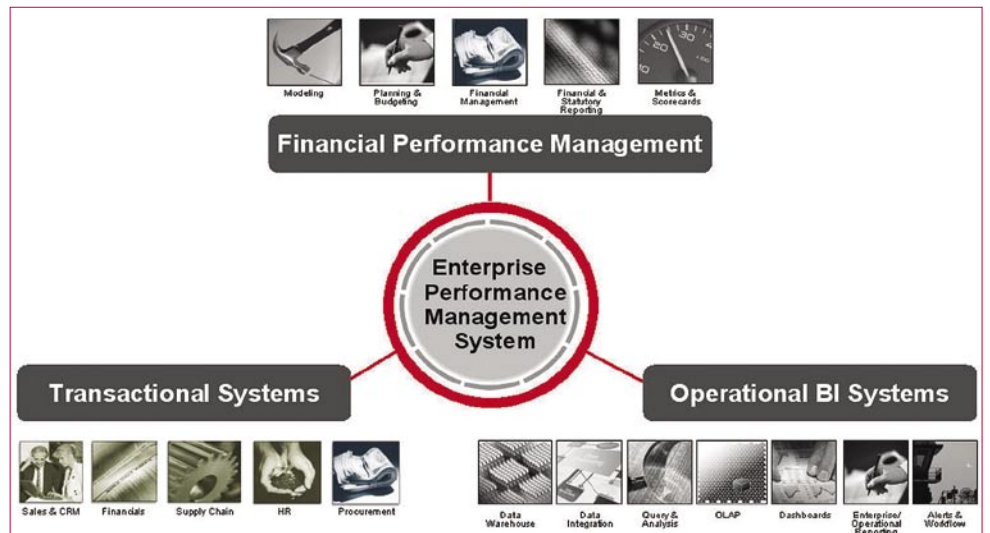 Modeling
Planning &
Budgeting
Financial
Management
Financial &
Statutory
Reporting
Metrics &
Scorecards
Financial Performance Management
Enterprise
Performance
Management
System
Transactional Systems
Operational BI Systems
Sales & CRM
Financials
Supply Chain
HR
Procurement
Data
Warehouse
Data
Integration
Query &
Analysis
OLAP
Dashboards
Enterprise/
Operational
Reporting
Alerts &
Workflow